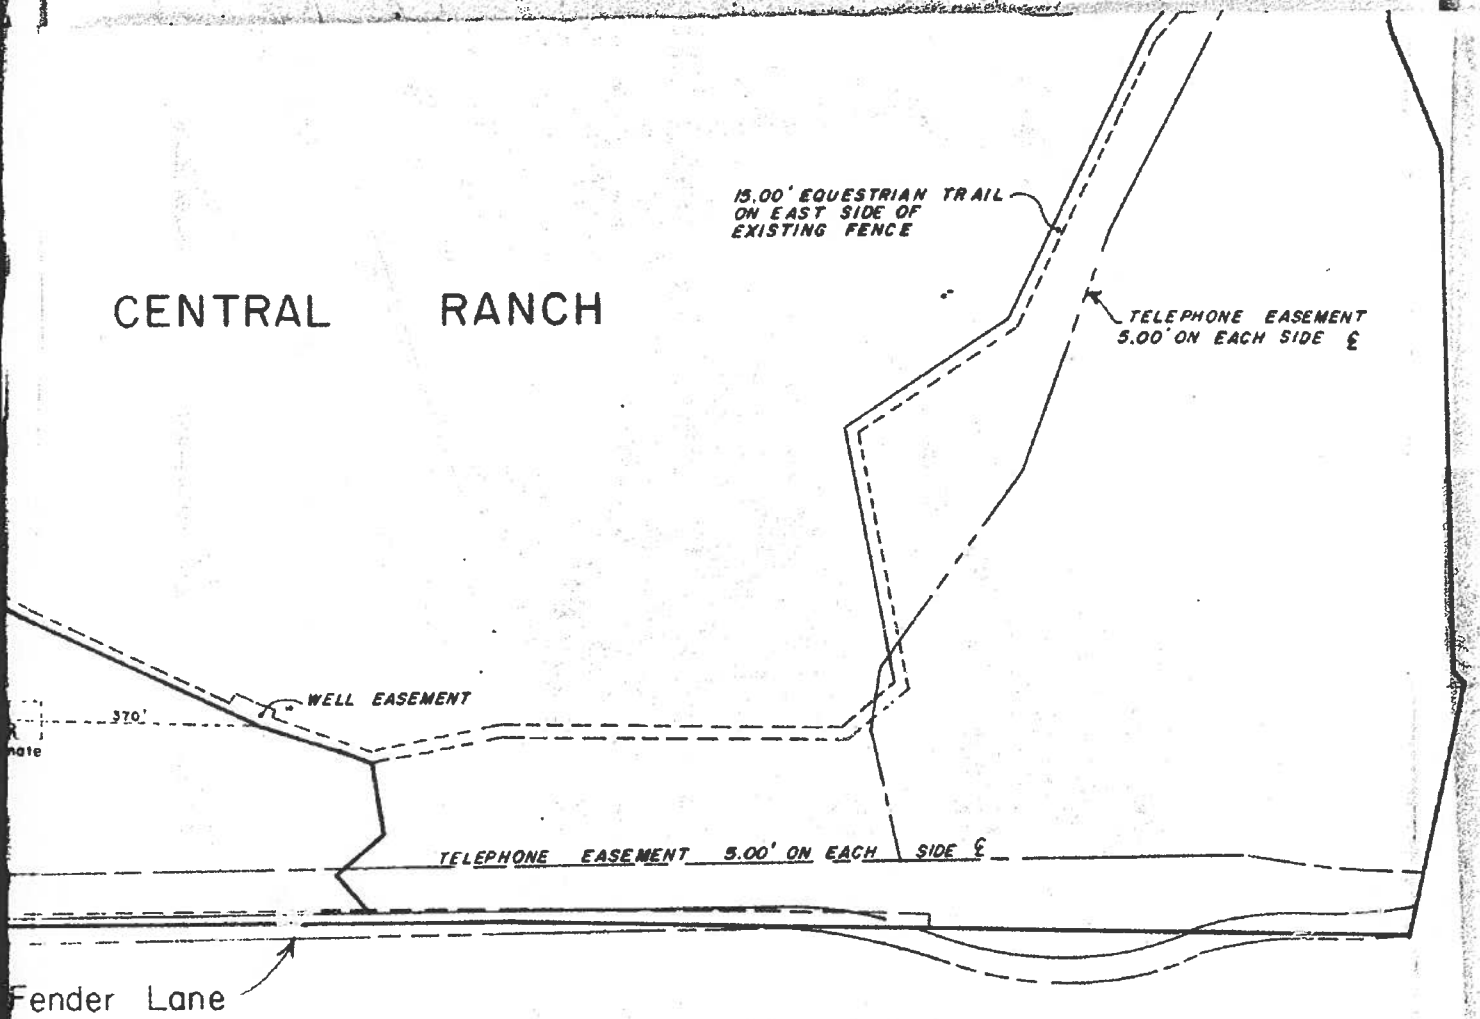 15.00' EQUESTRIAN TRAIL
ON EAST SIDE OF
EXISTING FENCE
CENTRAL RANCH
TELEPHONE EASEMENT
5.00' ON EACH SIDE ℄
WELL EASEMENT
370'
R
mate
TELEPHONE EASEMENT 5.00' ON EACH SIDE ℄
Fender Lane